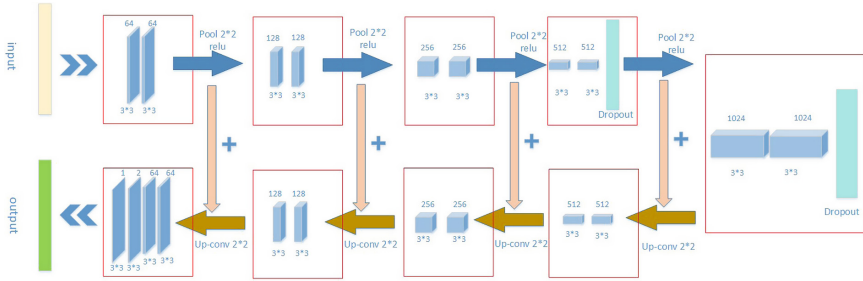 input
64 64
3*3 3*3
Pool 2*2
relu
128 128
3*3 3*3
Pool 2*2
relu
256 256
3*3 3*3
Pool 2*2
relu
512 512
3*3 3*3
Dropout
Pool 2*2
relu
1024 1024
3*3 3*3
Dropout
+
+
+
+
output
1 2 64 64
3*3 3*3 3*3 3*3
Up-conv 2*2
128 128
3*3 3*3
Up-conv 2*2
256 256
3*3 3*3
Up-conv 2*2
512 512
3*3 3*3
Up-conv 2*2